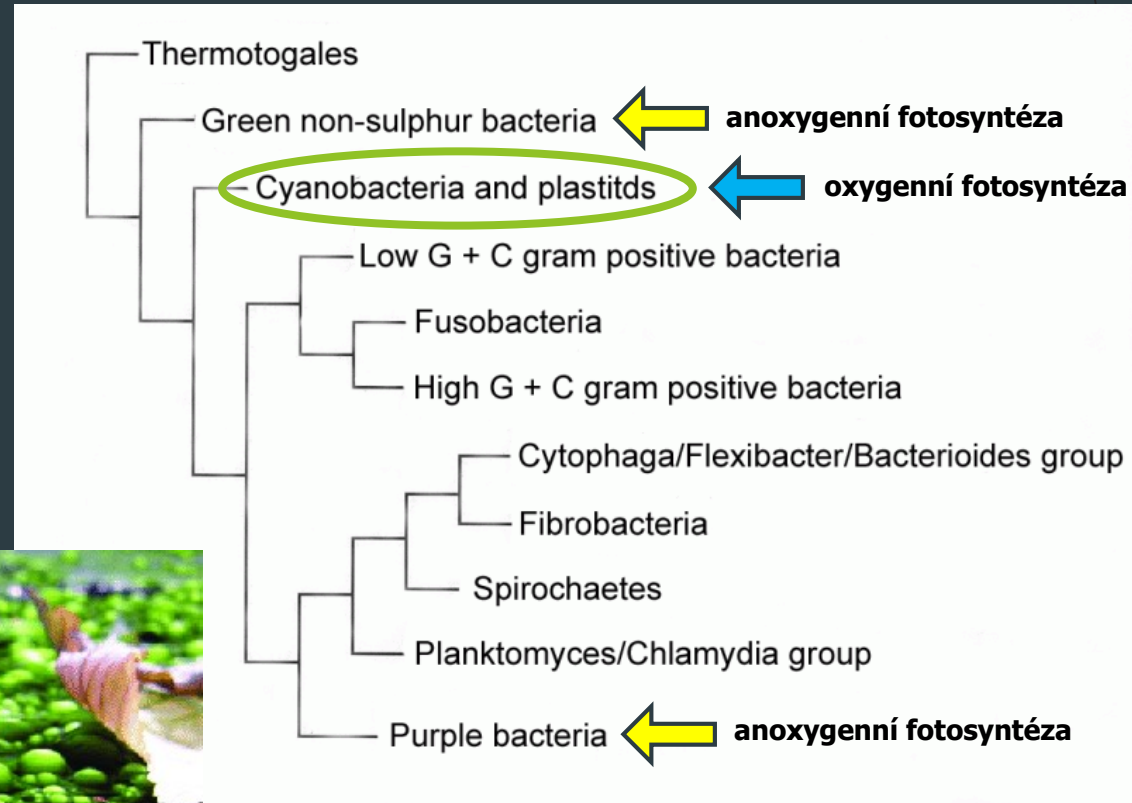 Thermotogales
Green non-sulphur bacteria
anoxygenní fotosyntéza
Cyanobacteria and plastitds
oxygenní fotosyntéza
Low G + C gram positive bacteria
Fusobacteria
High G + C gram positive bacteria
Cytophaga/Flexibacter/Bacterioides group
Fibrobacteria
Spirochaetes
Planktomyces/Chlamydia group
Purple bacteria
anoxygenní fotosyntéza